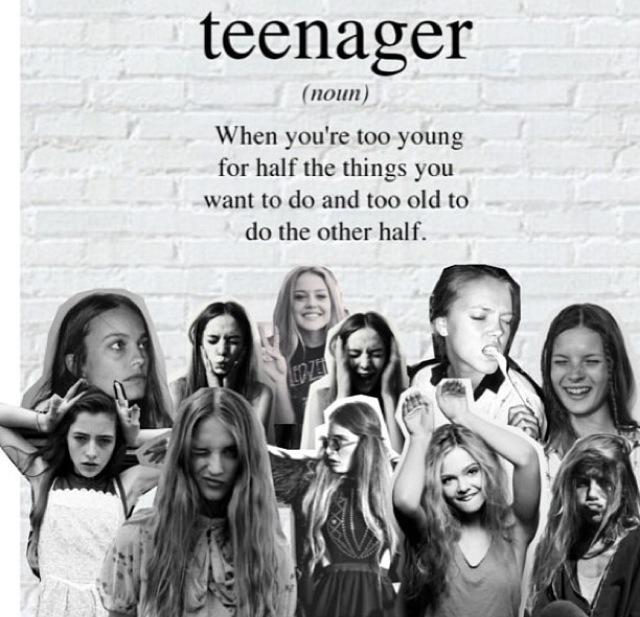 teenager
(noun)
When you're too young
for half the things you
want to do and too old to
do the other half.